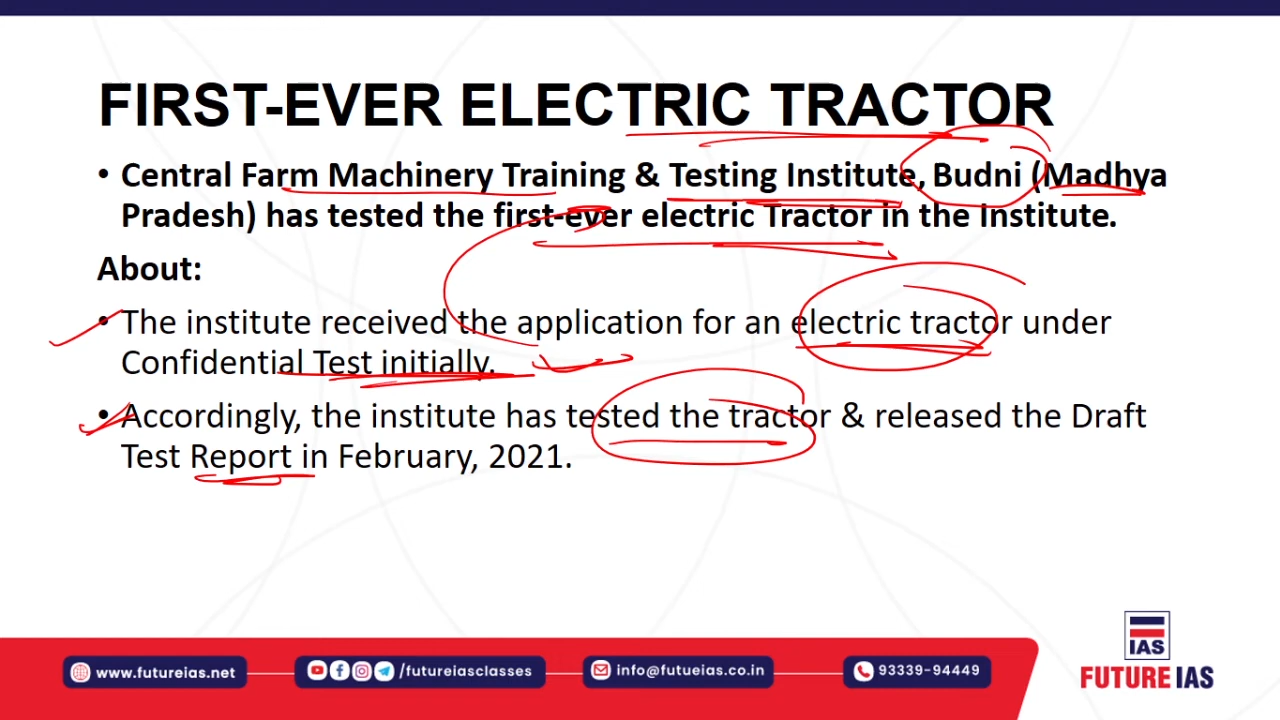 FIRST-EVER ELECTRIC TRACTOR
• Central Farm Machinery Training & Testing Institute, Budni (Madhya
Pradesh) has tested the first-ever electric Tractor in the Institute.
About:
• The institute received the application for an electric tractor under
Confidential Test initially.
• Accordingly, the institute has tested the tractor & released the Draft
Test Report in February, 2021.
IAS
FUTURE IAS
www.futureias.net
/futureiasclasses
info@futueias.co.in
93339-94449